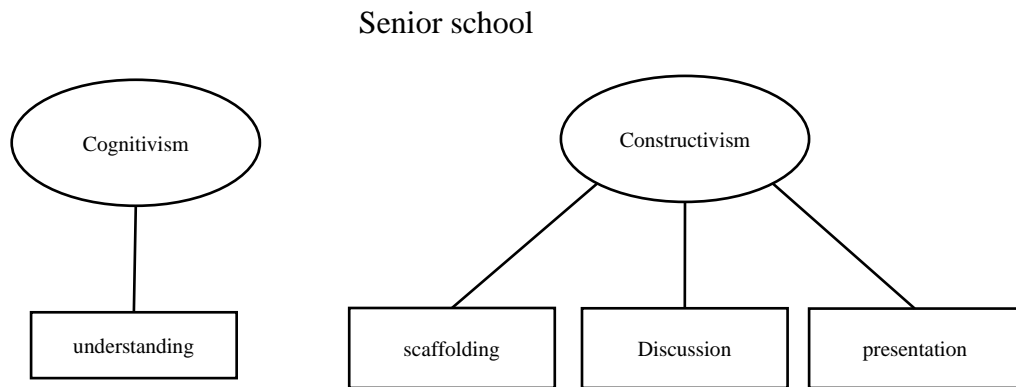 Senior school
Cognitivism
Constructivism
understanding
scaffolding
Discussion
presentation